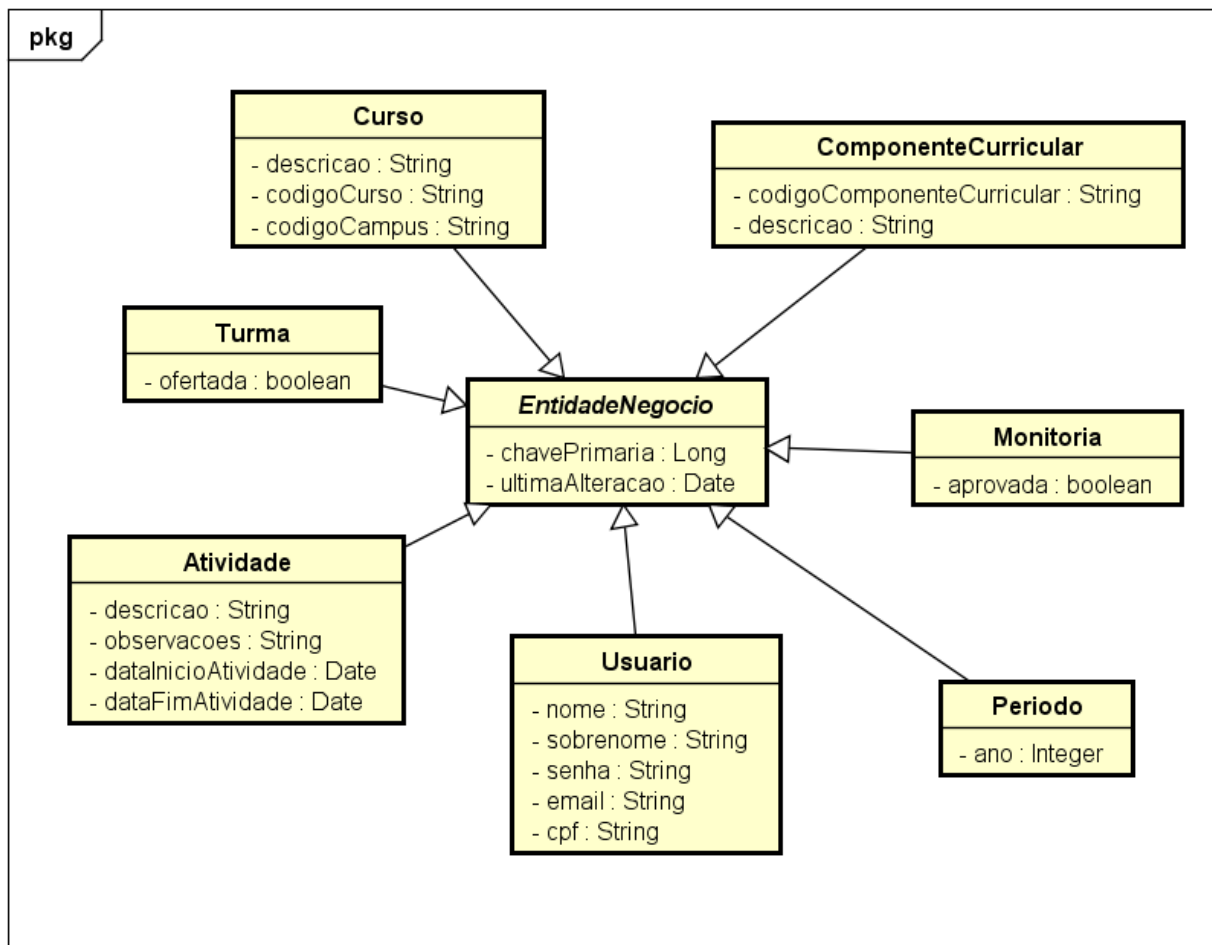 pkg
Curso
- descricao : String
- codigoCurso : String
- codigoCampus : String
ComponenteCurricular
- codigoComponenteCurricular : String
- descricao : String
Turma
- ofertada : boolean
EntidadeNegocio
- chavePrimaria : Long
- ultimaAlteracao : Date
Monitoria
- aprovada : boolean
Atividade
- descricao : String
- observacoes : String
- dataInicioAtividade : Date
- dataFimAtividade : Date
Usuario
- nome : String
- sobrenome : String
- senha : String
- email : String
- cpf : String
Periodo
- ano : Integer